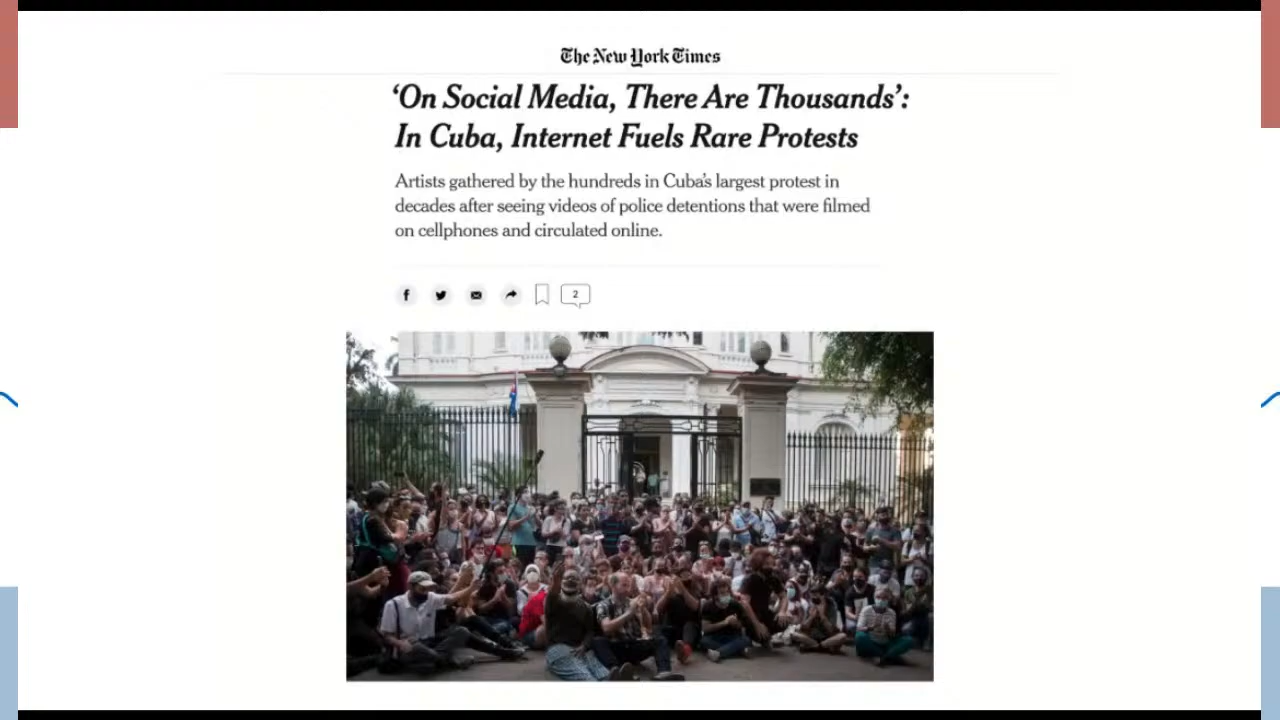 The New York Times
‘On Social Media, There Are Thousands’:
In Cuba, Internet Fuels Rare Protests
Artists gathered by the hundreds in Cuba’s largest protest in
decades after seeing videos of police detentions that were filmed
on cellphones and circulated online.
2